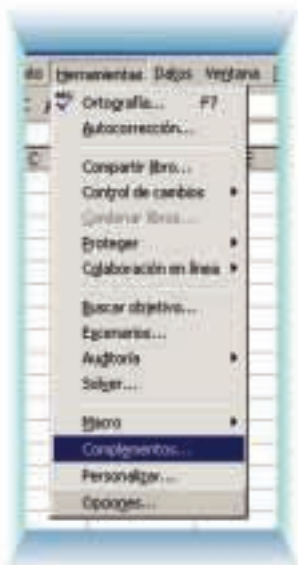 Herramientas Datos Ventana
Ortografía... F7
Autocorrección...
C
Compartir libro...
Control de cambios
Combinar libros...
Proteger
Colaboración en línea
Buscar objetivo...
Escenarios...
Auditoría
Solver...
Macro
Complementos...
Personalizar...
Opciones...